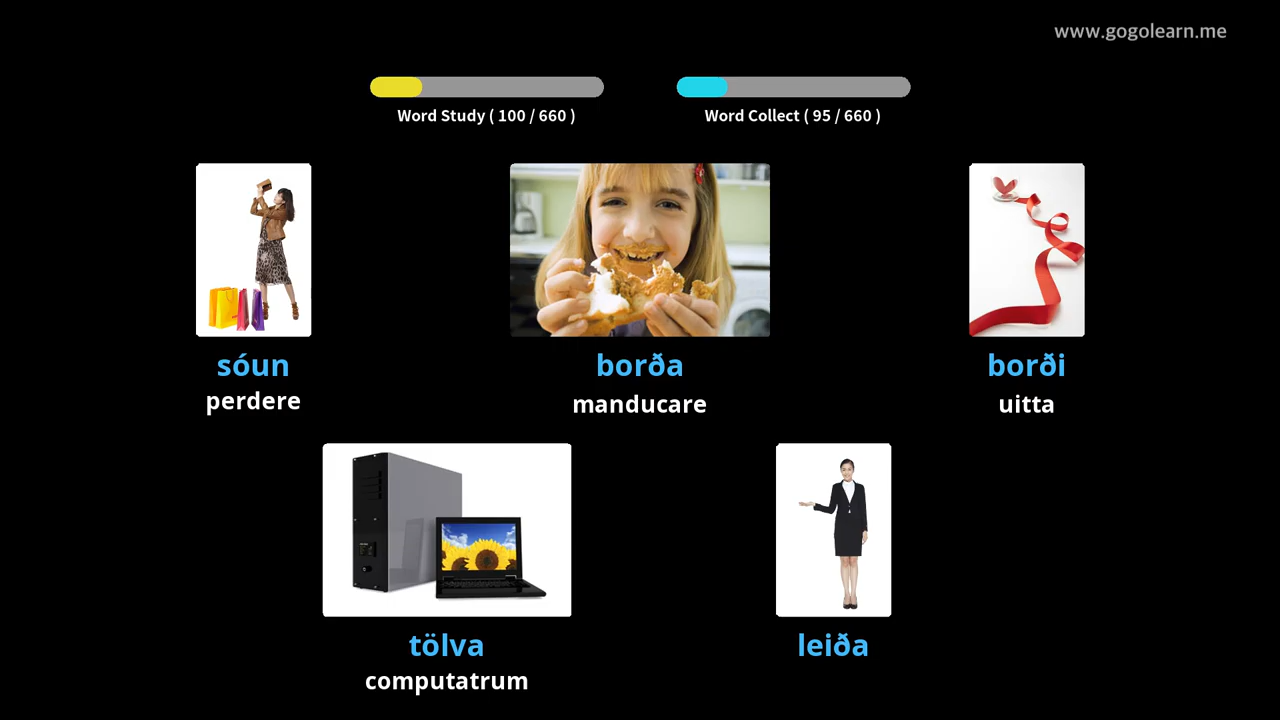 www.gogolearn.me
Word Study ( 100 / 660 )
Word Collect ( 95 / 660 )
sóun
perdere
borða
manducare
borði
uitta
tölva
computatrum
leiða